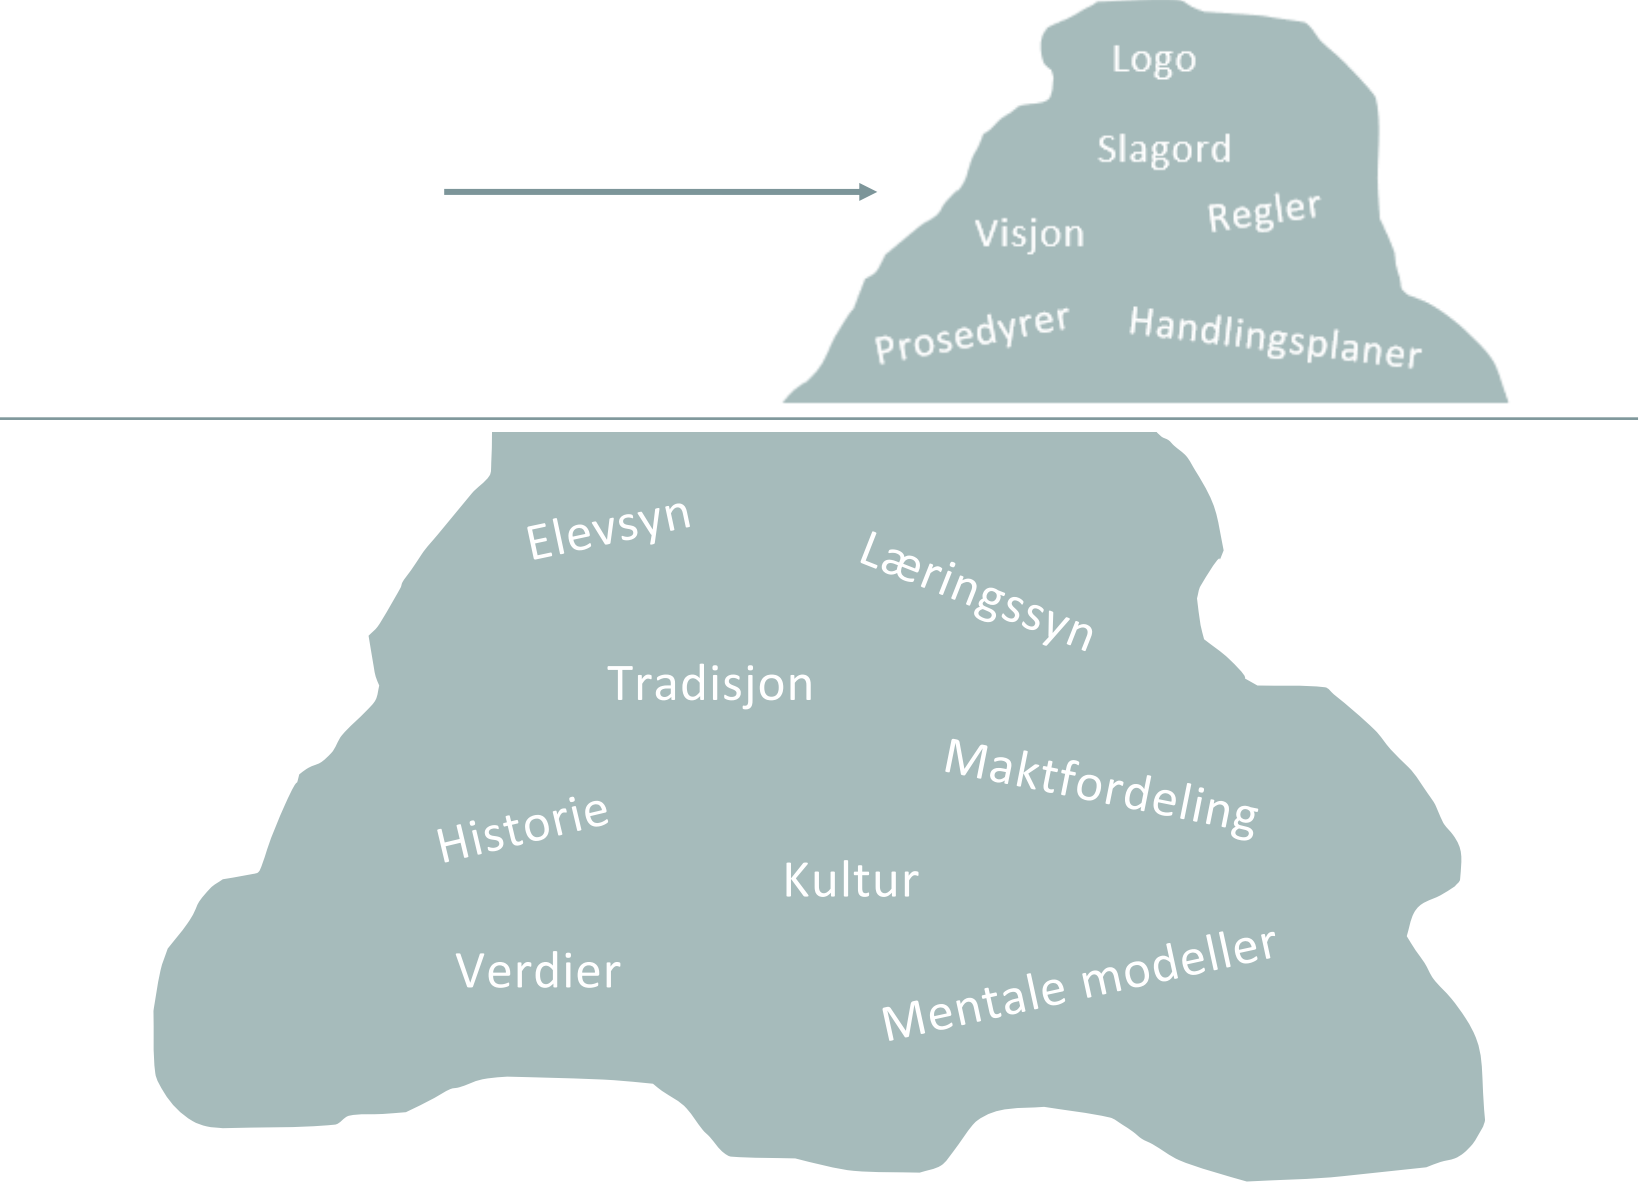 Logo
Slagord
Regler
Visjon
Prosedyrer
Handlingsplaner
Elevsyn
Læringssyn
Tradisjon
Maktfordeling
Historie
Kultur
Verdier
Mentale modeller